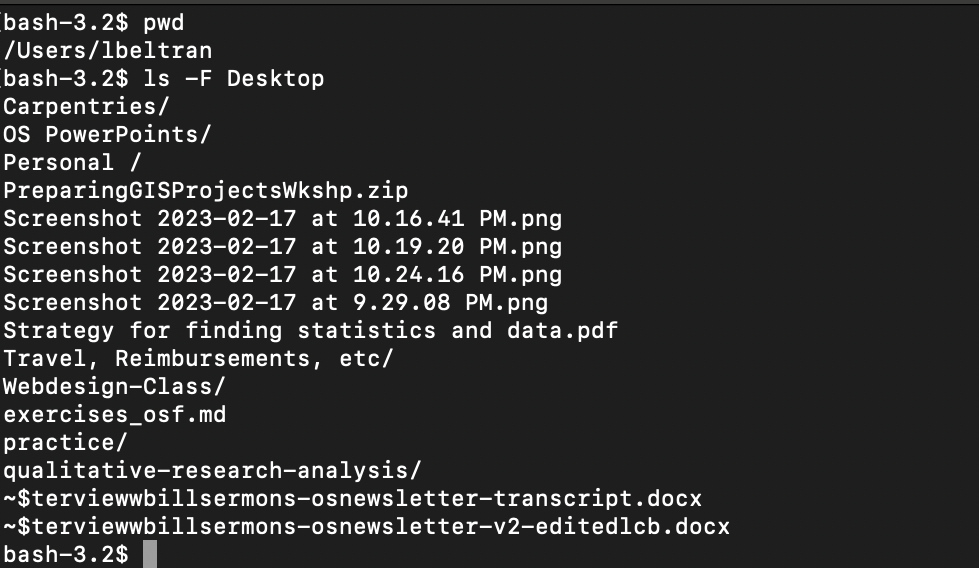 bash-3.2$ pwd
/Users/lbeltran
bash-3.2$ ls -F Desktop
Carpentries/
OS PowerPoints/
Personal /
PreparingGISProjectsWkshp.zip
Screenshot 2023-02-17 at 10.16.41 PM.png
Screenshot 2023-02-17 at 10.19.20 PM.png
Screenshot 2023-02-17 at 10.24.16 PM.png
Screenshot 2023-02-17 at 9.29.08 PM.png
Strategy for finding statistics and data.pdf
Travel, Reimbursements, etc/
Webdesign-Class/
exercises_osf.md
practice/
qualitative-research-analysis/
~$terviewwbillsermons-osnewsletter-transcript.docx
~$terviewwbillsermons-osnewsletter-v2-editedlcb.docx
bash-3.2$